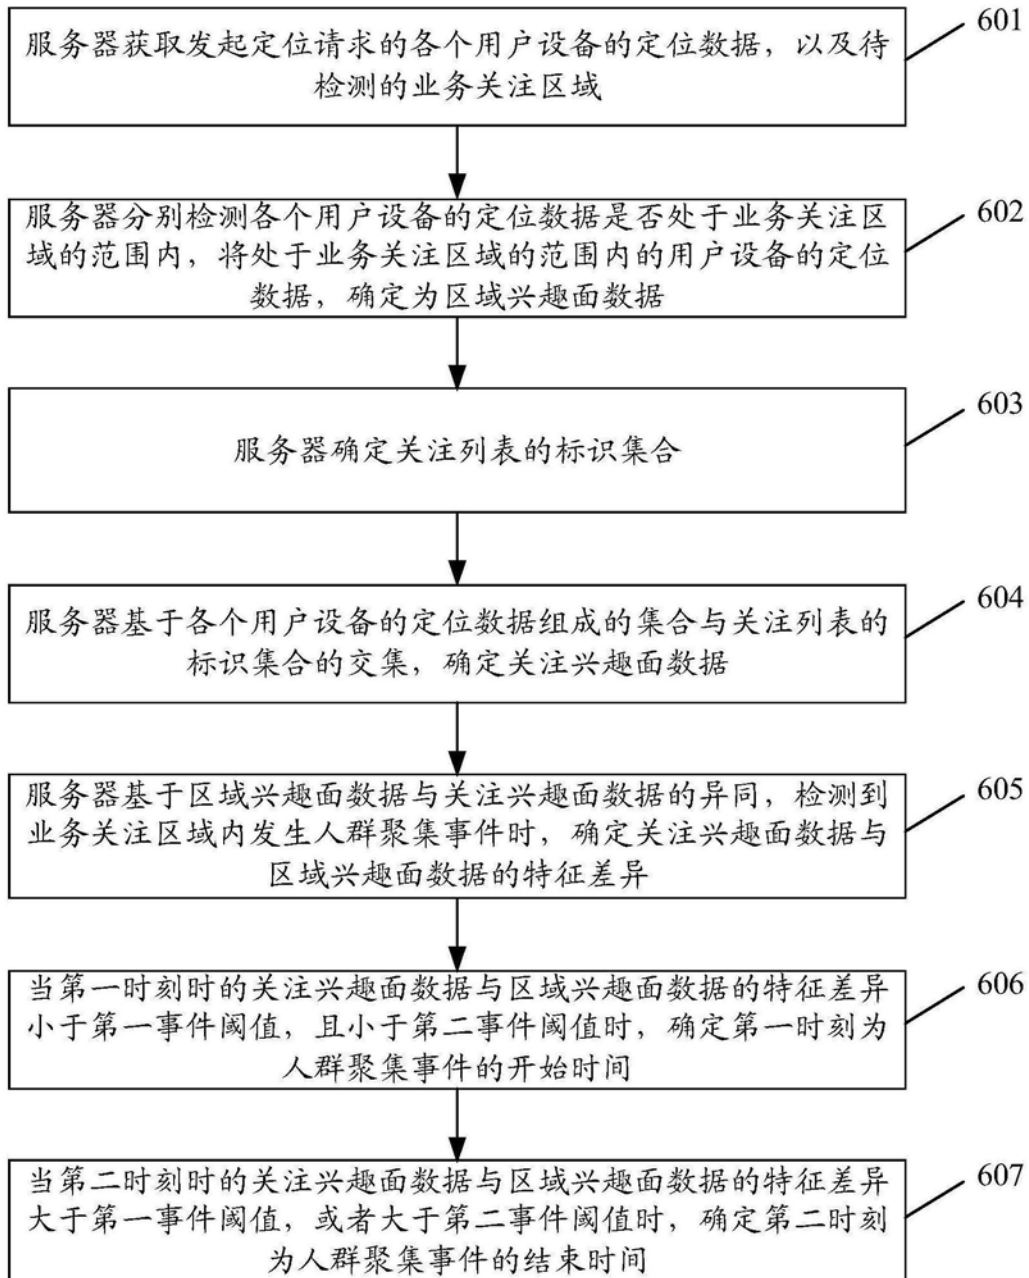 服务器获取发起定位请求的各个用户设备的定位数据，以及待
检测的业务关注区域
601
服务器分别检测各个用户设备的定位数据是否处于业务关注区
域的范围内，将处于业务关注区域的范围内的用户设备的定位
数据，确定为区域兴趣面数据
602
服务器确定关注列表的标识集合
603
服务器基于各个用户设备的定位数据组成的集合与关注列表的
标识集合的交集，确定关注兴趣面数据
604
服务器基于区域兴趣面数据与关注兴趣面数据的异同，检测到
业务关注区域内发生人群聚集事件时，确定关注兴趣面数据与
区域兴趣面数据的特征差异
605
当第一时刻时的关注兴趣面数据与区域兴趣面数据的特征差异
小于第一事件阈值，且小于第二事件阈值时，确定第一时刻为
人群聚集事件的开始时间
606
当第二时刻时的关注兴趣面数据与区域兴趣面数据的特征差异
大于第一事件阈值，或者大于第二事件阈值时，确定第二时刻
为人群聚集事件的结束时间
607